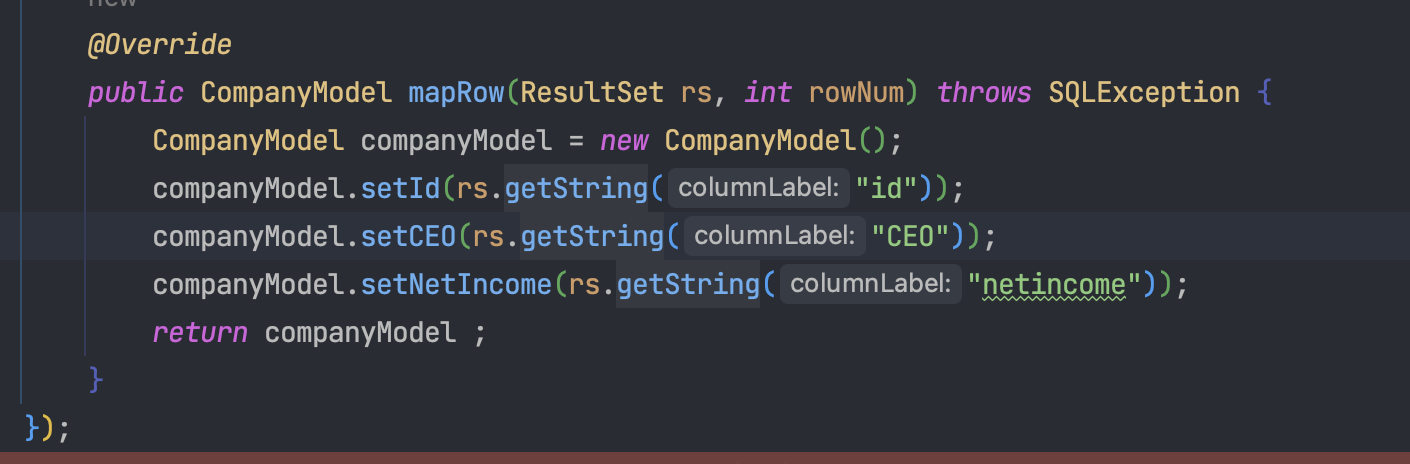 new
@Override
public CompanyModel mapRow(ResultSet rs, int rowNum) throws SQLException {
CompanyModel companyModel = new CompanyModel();
companyModel.setId(rs.getString( columnLabel: "id"));
companyModel.setCEO(rs.getString( columnLabel: "CEO"));
companyModel.setNetIncome(rs.getString( columnLabel: "netincome"));
return companyModel ;
}
});